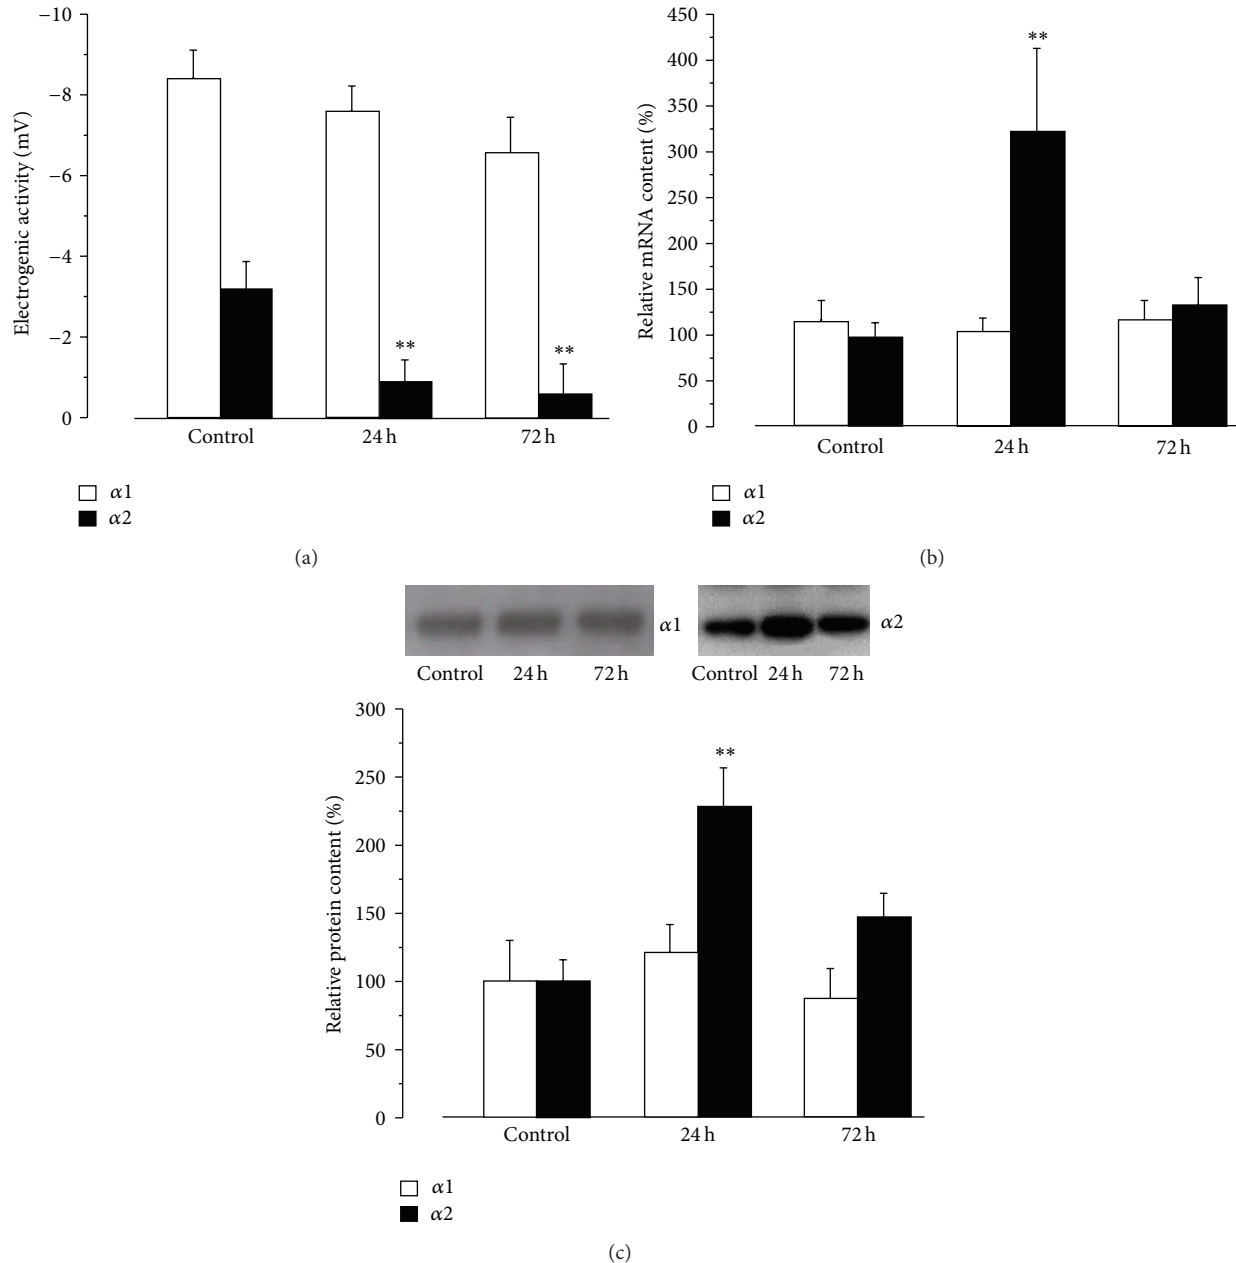 −10
−8
−6
−4
−2
0
Electrogenic activity (mV)
**
**
Control 24 h 72 h
α1
α2
(a)
450
400
350
300
250
200
150
100
50
0
Relative mRNA content (%)
**
Control 24 h 72 h
α1
α2
(b)
α1
Control 24 h 72 h
α2
Control 24 h 72 h
300
250
200
150
100
50
0
Relative protein content (%)
**
Control 24 h 72 h
α1
α2
(c)